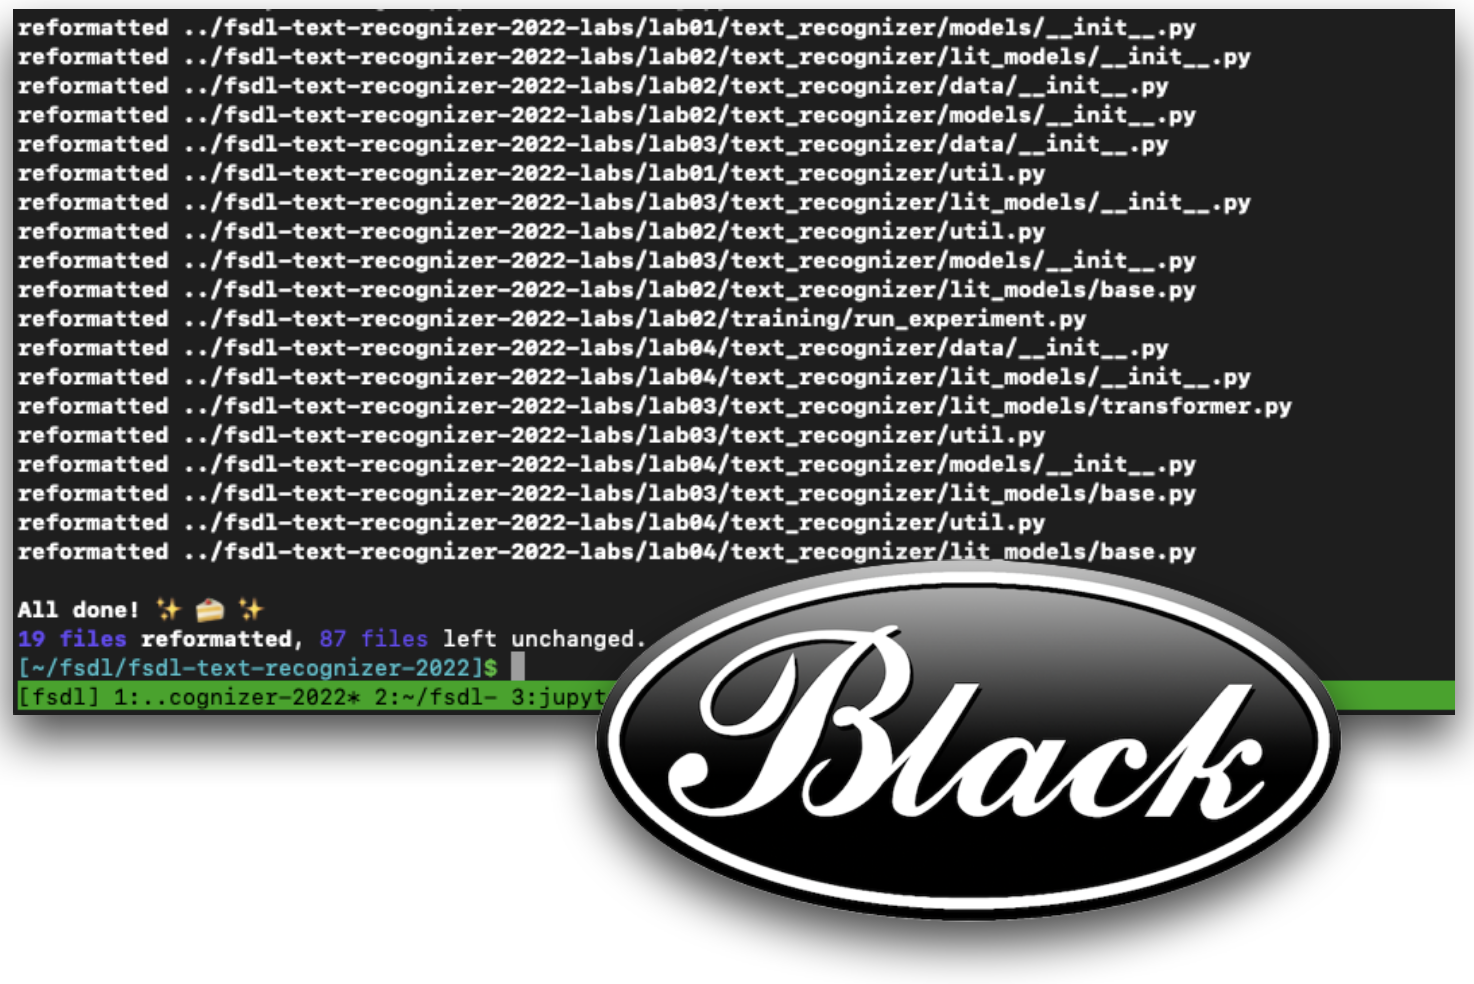 reformatted ../fsdl-text-recognizer-2022-labs/lab01/text_recognizer/models/__init__.py
reformatted ../fsdl-text-recognizer-2022-labs/lab02/text_recognizer/lit_models/__init__.py
reformatted ../fsdl-text-recognizer-2022-labs/lab02/text_recognizer/data/__init__.py
reformatted ../fsdl-text-recognizer-2022-labs/lab02/text_recognizer/models/__init__.py
reformatted ../fsdl-text-recognizer-2022-labs/lab03/text_recognizer/data/__init__.py
reformatted ../fsdl-text-recognizer-2022-labs/lab01/text_recognizer/util.py
reformatted ../fsdl-text-recognizer-2022-labs/lab03/text_recognizer/lit_models/__init__.py
reformatted ../fsdl-text-recognizer-2022-labs/lab02/text_recognizer/util.py
reformatted ../fsdl-text-recognizer-2022-labs/lab03/text_recognizer/models/__init__.py
reformatted ../fsdl-text-recognizer-2022-labs/lab02/text_recognizer/lit_models/base.py
reformatted ../fsdl-text-recognizer-2022-labs/lab02/training/run_experiment.py
reformatted ../fsdl-text-recognizer-2022-labs/lab04/text_recognizer/data/__init__.py
reformatted ../fsdl-text-recognizer-2022-labs/lab04/text_recognizer/lit_models/__init__.py
reformatted ../fsdl-text-recognizer-2022-labs/lab03/text_recognizer/lit_models/transformer.py
reformatted ../fsdl-text-recognizer-2022-labs/lab03/text_recognizer/util.py
reformatted ../fsdl-text-recognizer-2022-labs/lab04/text_recognizer/models/__init__.py
reformatted ../fsdl-text-recognizer-2022-labs/lab03/text_recognizer/lit_models/base.py
reformatted ../fsdl-text-recognizer-2022-labs/lab04/text_recognizer/util.py
reformatted ../fsdl-text-recognizer-2022-labs/lab04/text_recognizer/lit_models/base.py
All done! ✨ 🍰 ✨
19 files reformatted, 87 files left unchanged.
[~/fsdl/fsdl-text-recognizer-2022]$
[fsdl] 1:..cognizer-2022* 2:~/fsdl- 3:jupyt
Black